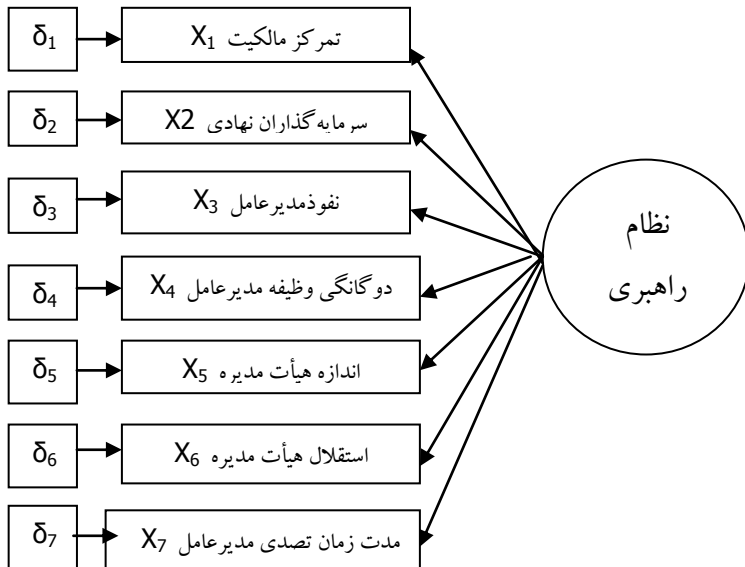 δ1
تمرکز مالکیت X1
δ2
سرمایه‌گذاران نهادی X2
δ3
نفوذمدیرعامل X3
δ4
دوگانگی وظیفه مدیرعامل X4
δ5
اندازه هیأت مدیره X5
δ6
استقلال هیأت مدیره X6
δ7
مدت زمان تصدی مدیرعامل X7
نظام
راهبری